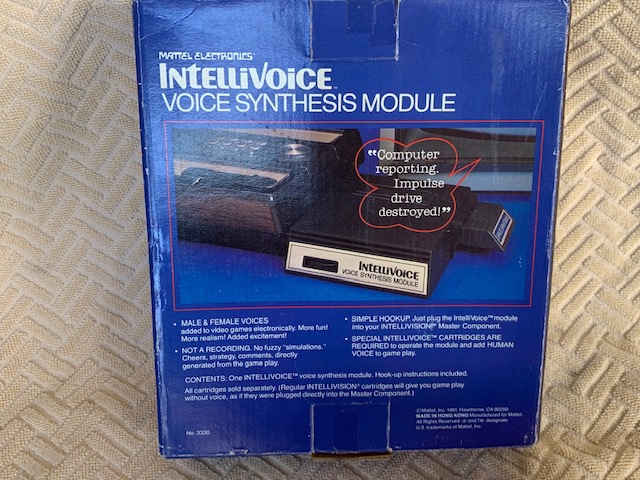 MATTEL ELECTRONICS
INTELLIVOICE™
VOICE SYNTHESIS MODULE
“Computer
reporting.
Impulse
drive
destroyed!”
INTELLIVOICE
VOICE SYNTHESIS MODULE
• MALE & FEMALE VOICES
added to video games electronically. More fun!
More realism! Added excitement!
• NOT A RECORDING. No fuzzy “simulations.”
Cheers, strategy, comments, directly
generated from the game play.
• SIMPLE HOOKUP. Just plug the IntelliVoice™ module
into your INTELLIVISION® Master Component.
• SPECIAL INTELLIVOICE™ CARTRIDGES ARE
REQUIRED to operate the module and add HUMAN
VOICE to game play.
CONTENTS: One INTELLIVOICE™ voice synthesis module. Hook-up instructions included.
All cartridges sold separately. (Regular INTELLIVISION® cartridges will give you game play
without voice, as if they were plugged directly into the Master Component.)
©Mattel, Inc. 1981. Hawthorne, CA 90250.
MADE IN HONG KONG Manufactured for Mattel.
All Rights Reserved. ® and ™ designate
U.S. trademarks of Mattel, Inc.
No. 3330